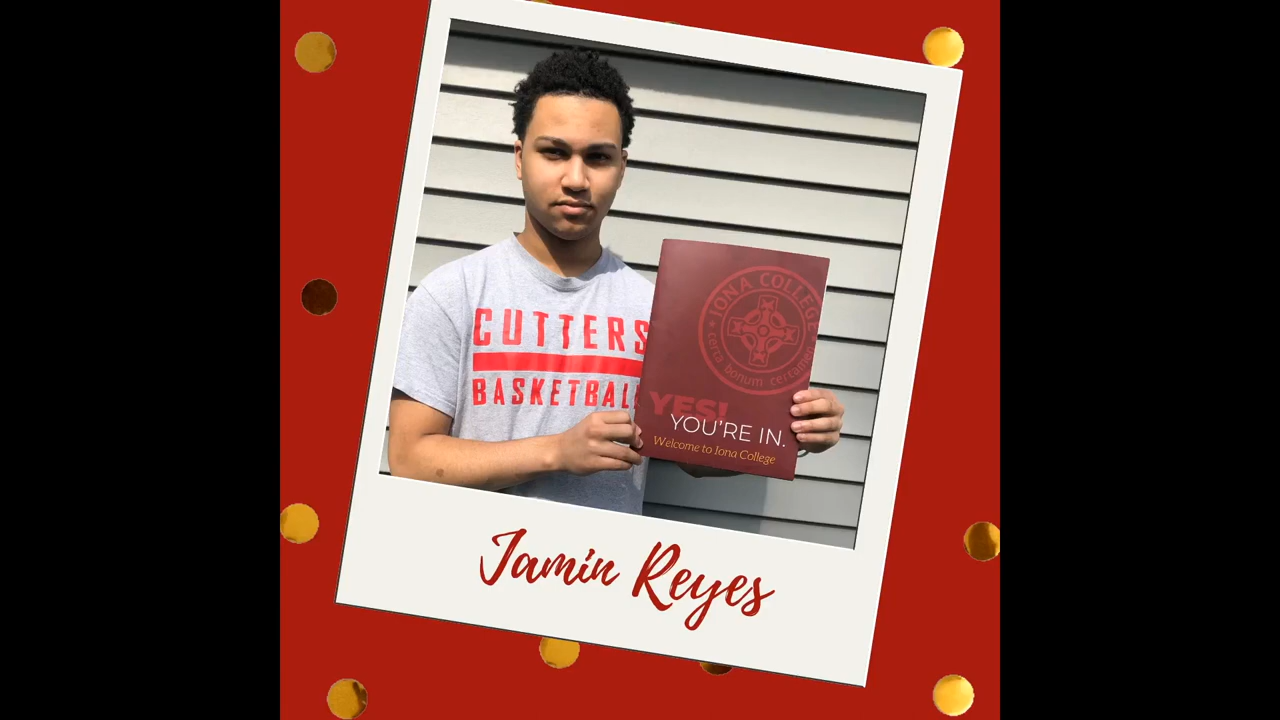 CUTTERS
BASKETBALL
IONA COLLEGE
certa bonum certamen
YES!
YOU'RE IN.
Welcome to Iona College
Jamin Reyes